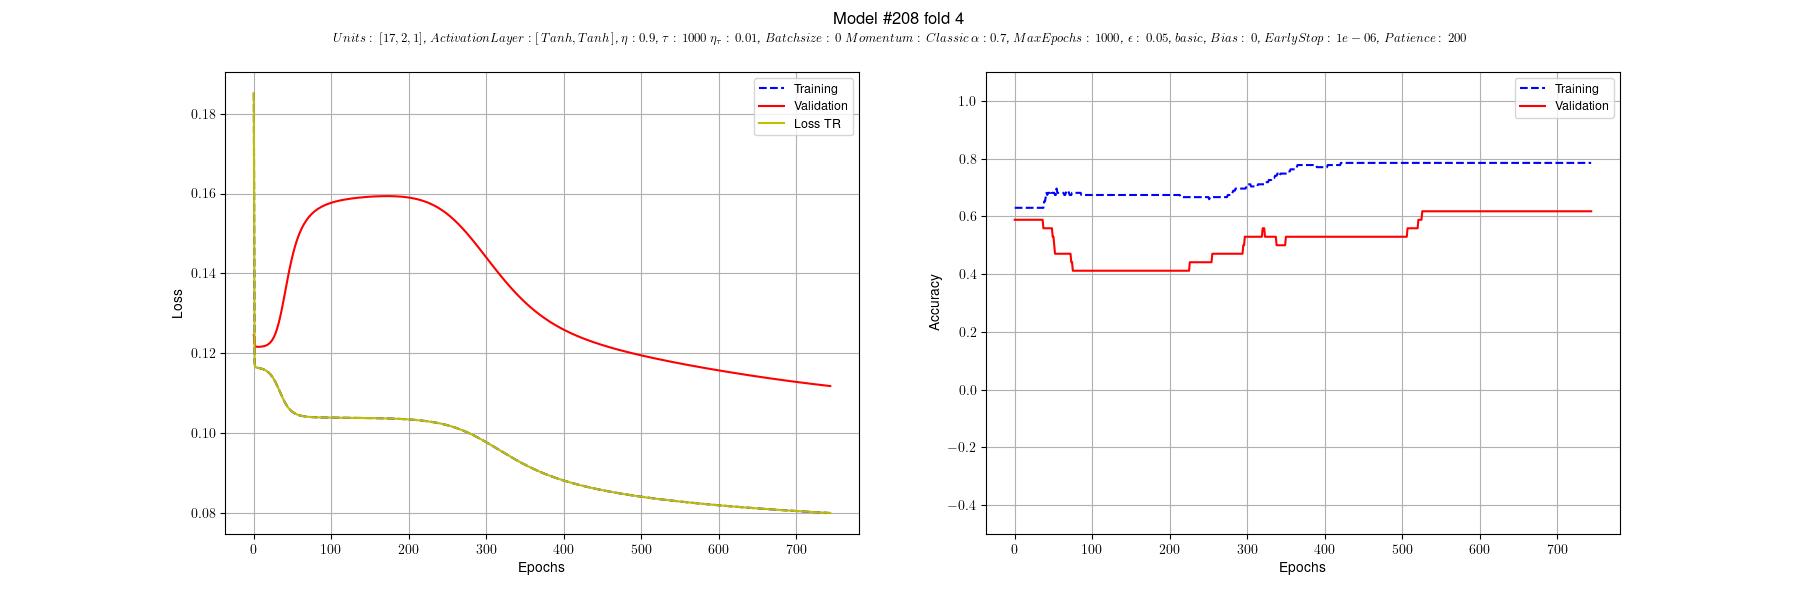 Model #208 fold 4
Units : [17, 2, 1], ActivationLayer : [Tanh, Tanh], η : 0.9, τ : 1000 η_τ : 0.01, Batchsize : 0 Momentum : Classic α : 0.7, MaxEpochs : 1000, ϵ : 0.05, basic, Bias : 0, EarlyStop : 1e − 06, Patience : 200
Training
Validation
Loss TR
0.18
0.16
0.14
0.12
0.10
0.08
Loss
0 100 200 300 400 500 600 700
Epochs
Training
Validation
1.0
0.8
0.6
0.4
0.2
0.0
−0.2
−0.4
Accuracy
0 100 200 300 400 500 600 700
Epochs